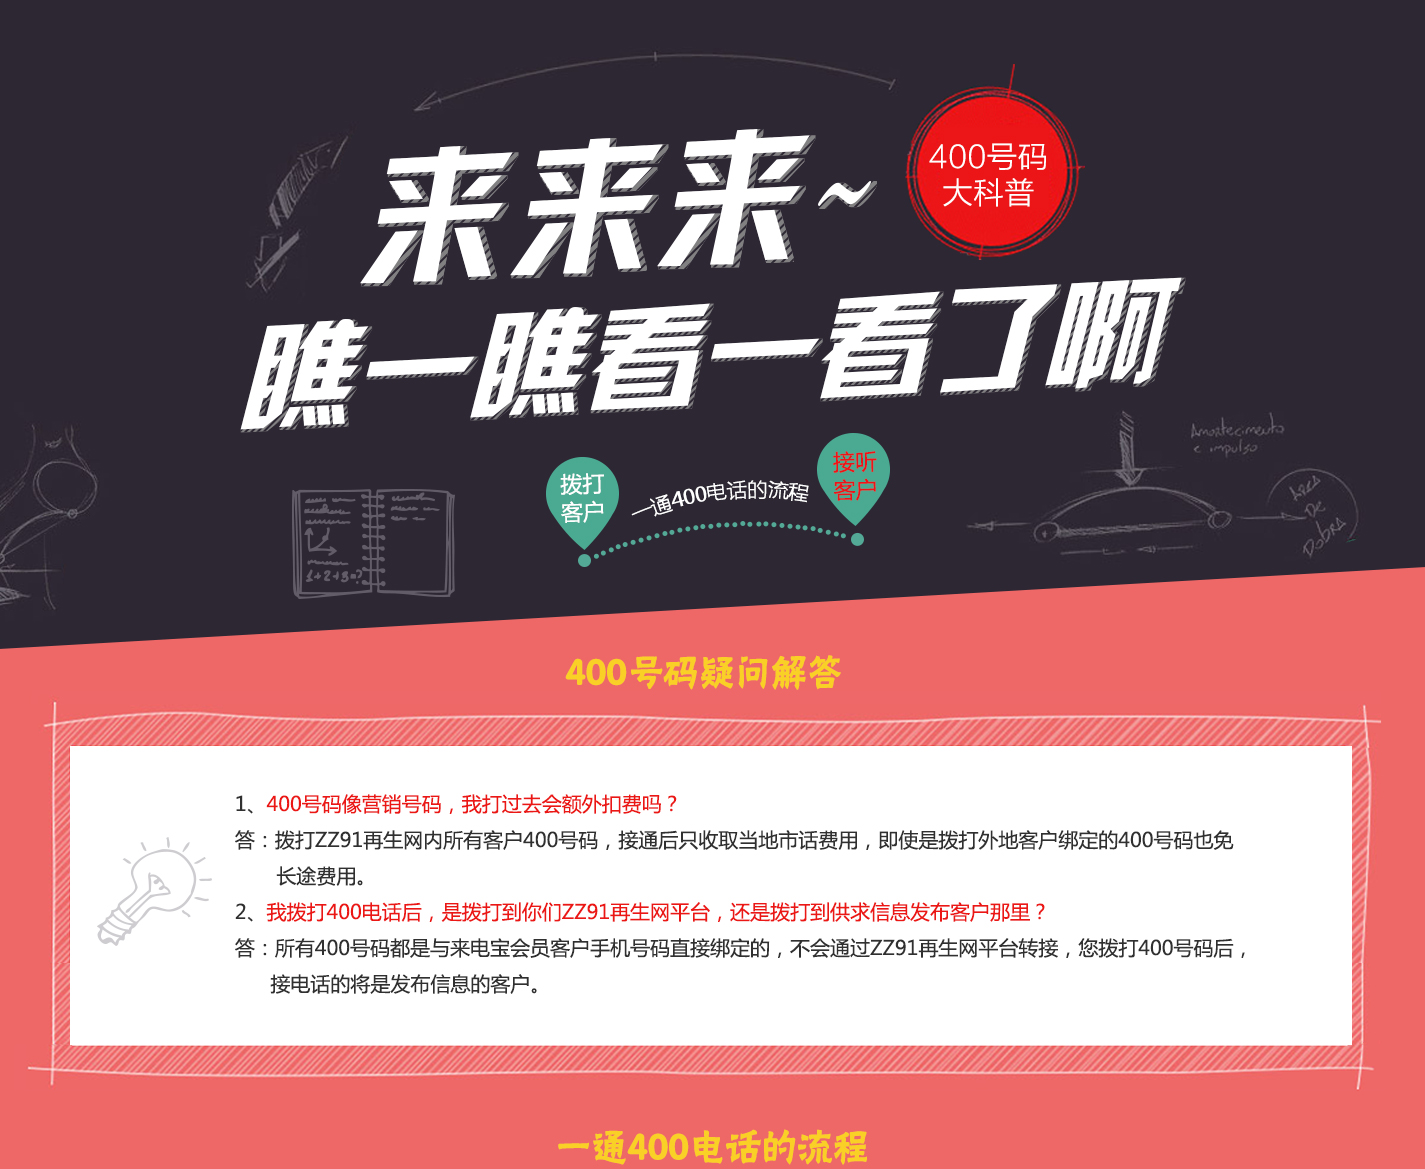 400号码
大科普
来来来~
瞧一瞧看一看了啊
拨打
客户
一通400电话的流程
接听
客户
Amortecimento
e impulso
Area
De
Dobra
1+2+3=?
400号码疑问解答
1、400号码像营销号码，我打过去会额外扣费吗？
答：拨打ZZ91再生网内所有客户400号码，接通后只收取当地市话费用，即使是拨打外地客户绑定的400号码也免
长途费用。
2、我拨打400电话后，是拨打到你们ZZ91再生网平台，还是拨打到供求信息发布客户那里？
答：所有400号码都是与来电宝会员客户手机号码直接绑定的，不会通过ZZ91再生网平台转接，您拨打400号码后，
接电话的将是发布信息的客户。
一通400电话的流程